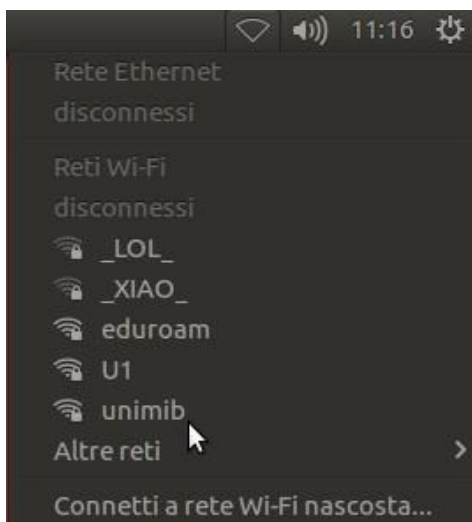 11:16
Rete Ethernet
disconnessi
Reti Wi-Fi
disconnessi
_LOL_
_XIAO_
eduroam
U1
unimib
Altre reti
Connetti a rete Wi-Fi nascosta...